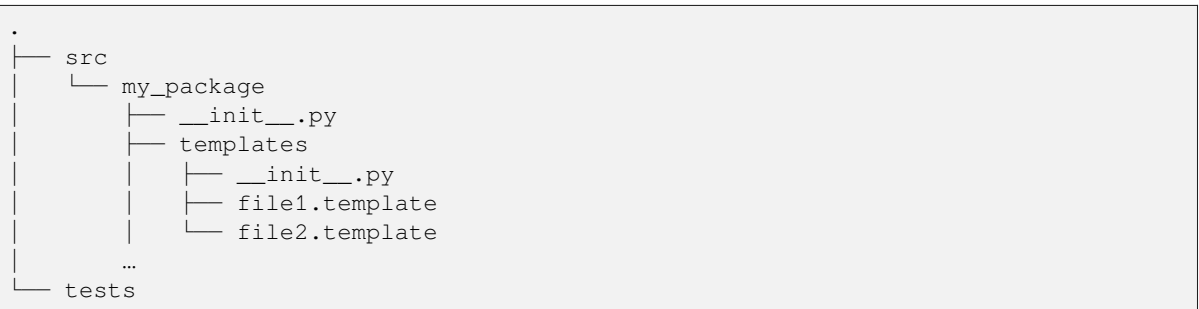 .
├── src
│   └── my_package
│       ├── __init__.py
│       ├── templates
│       │   ├── __init__.py
│       │   ├── file1.template
│       │   └── file2.template
│       …
└── tests